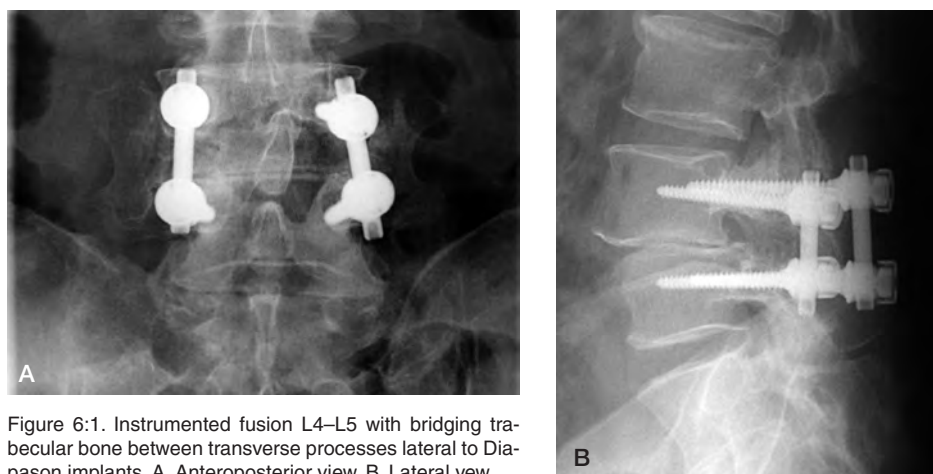 A
B
Figure 6:1. Instrumented fusion L4–L5 with bridging tra-
becular bone between transverse processes lateral to Dia-
pason implants. A. Anteroposterior view. B. Lateral vew.